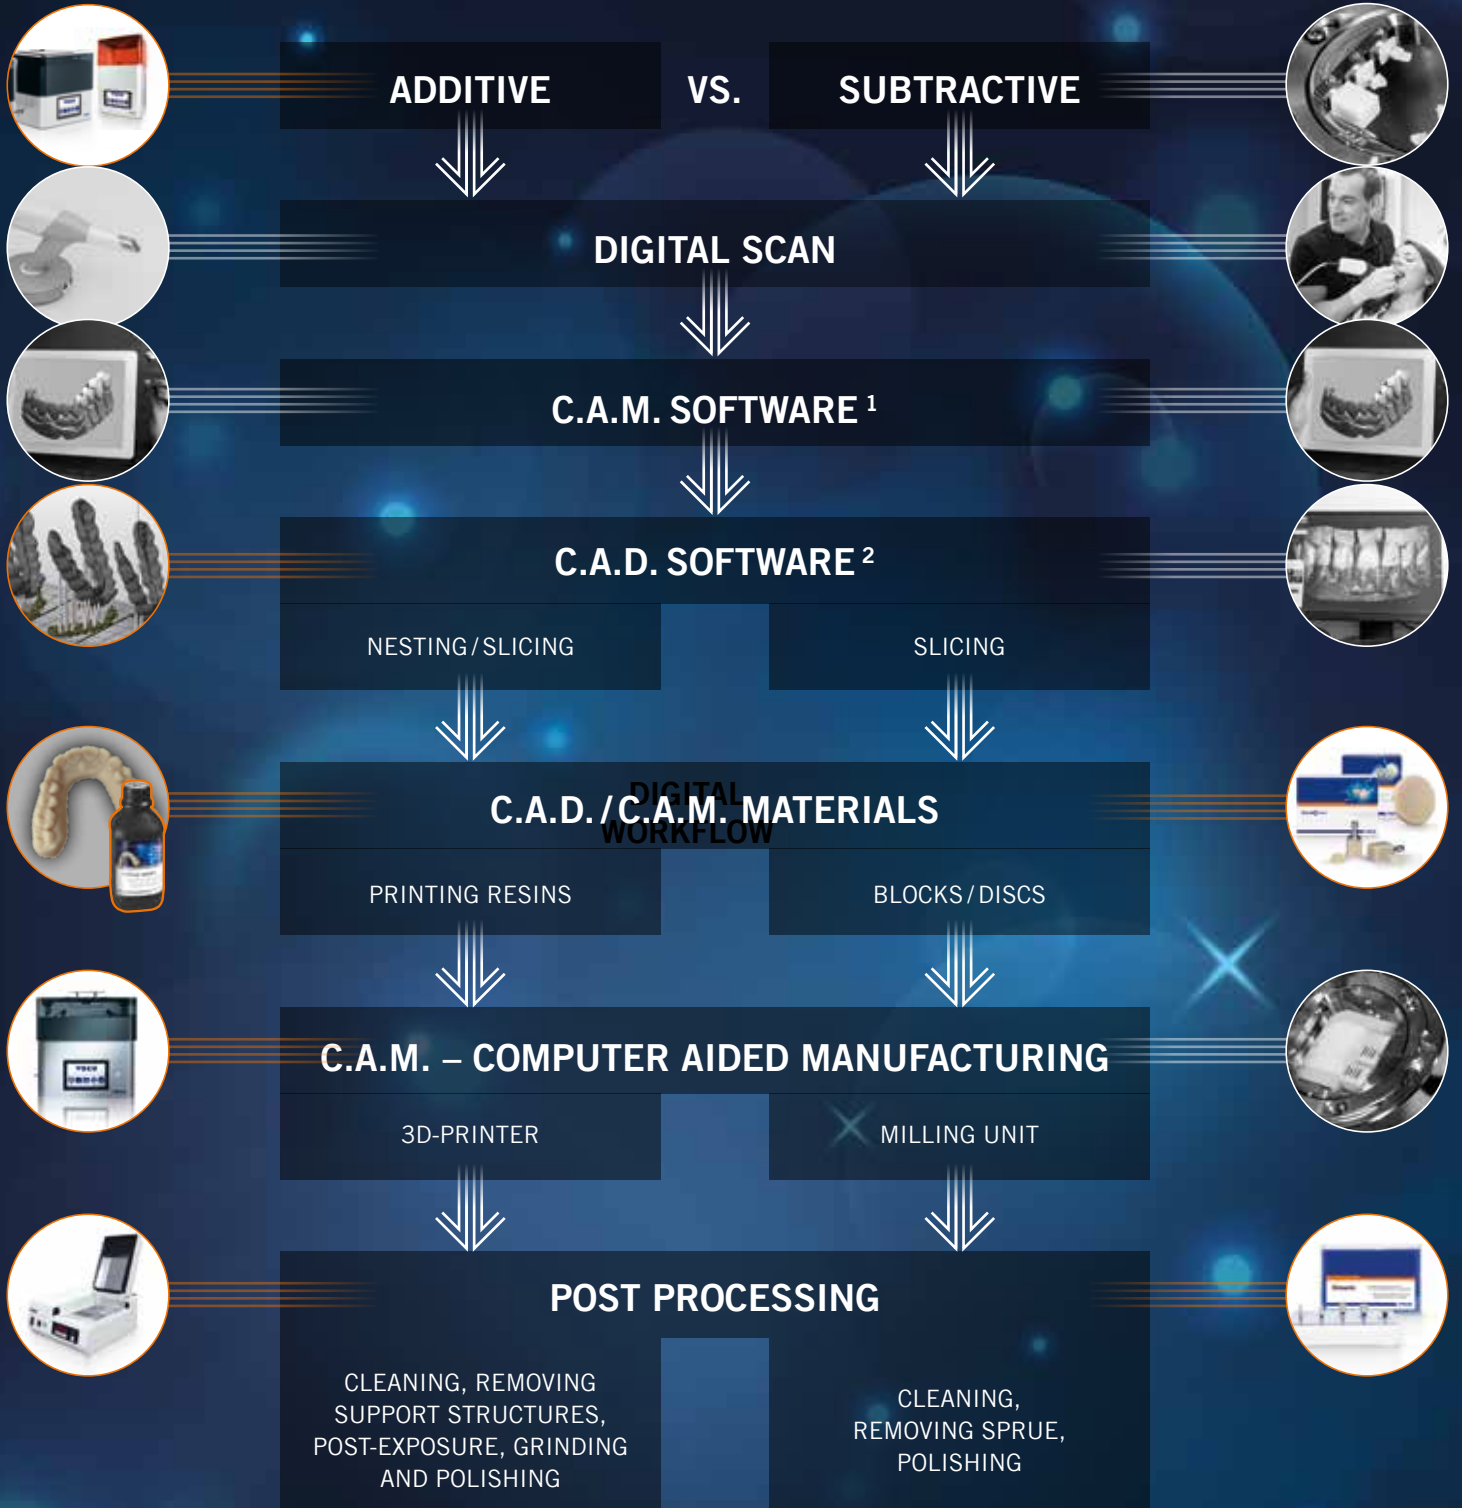 ADDITIVE VS. SUBTRACTIVE
DIGITAL SCAN
C.A.M. SOFTWARE 1
C.A.D. SOFTWARE 2
NESTING/SLICING
SLICING
DIGITAL
WORKFLOW
C.A.D./C.A.M. MATERIALS
PRINTING RESINS
BLOCKS/DISCS
C.A.M. – COMPUTER AIDED MANUFACTURING
3D-PRINTER
MILLING UNIT
POST PROCESSING
CLEANING, REMOVING
SUPPORT STRUCTURES,
POST-EXPOSURE, GRINDING
AND POLISHING
CLEANING,
REMOVING SPRUE,
POLISHING